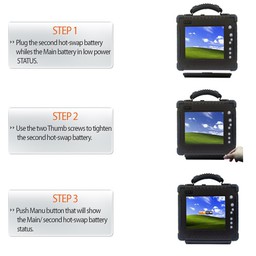 STEP 1
" Plug the second hot-swap battery
whiles the Main battery in low power
STATUS.
STEP 2
" Use the two Thumb screws to tighten
the second hot-swap battery.
STEP 3
" Push Manu button that will show
the Main/ second hot-swap battery
status.